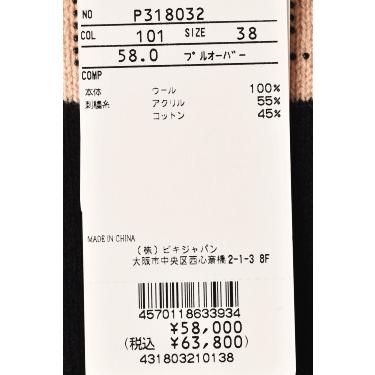 NO P318032
COL 101 SIZE 38
58.0 プルオーバー
COMP
本体 ウール 100%
刺繍糸 アクリル 55%
コットン 45%
MADE IN CHINA
(株)ビキジャパン
大阪市中央区西心斎橋2-1-3 8F
4570118633934
¥58,000
(税込 ¥63,800)
431803210138